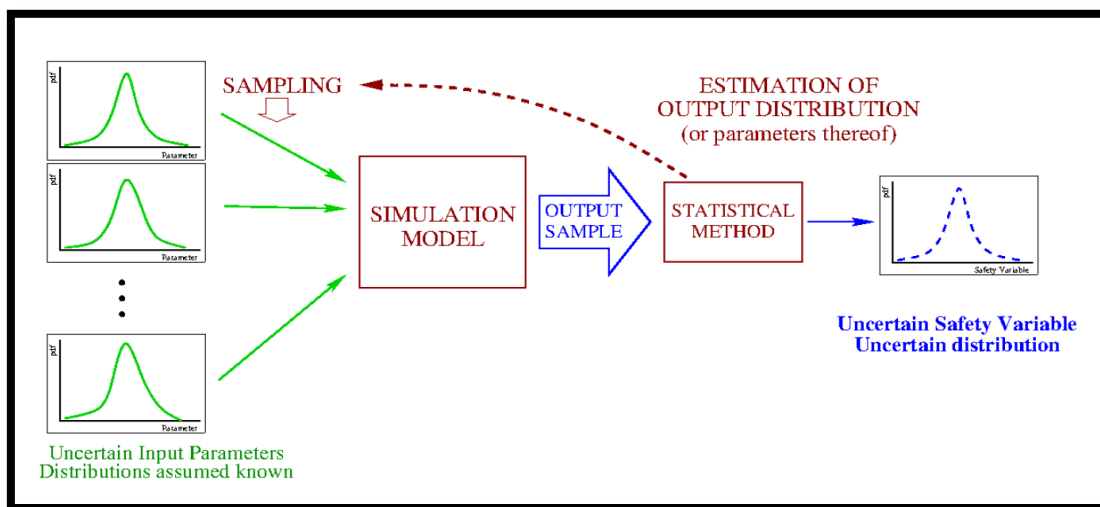 pdf
Parameter
pdf
Parameter
pdf
Parameter
Uncertain Input Parameters
Distributions assumed known
SAMPLING
SIMULATION
MODEL
OUTPUT
SAMPLE
ESTIMATION OF
OUTPUT DISTRIBUTION
(or parameters thereof)
STATISTICAL
METHOD
pdf
Safety Variable
Uncertain Safety Variable
Uncertain distribution